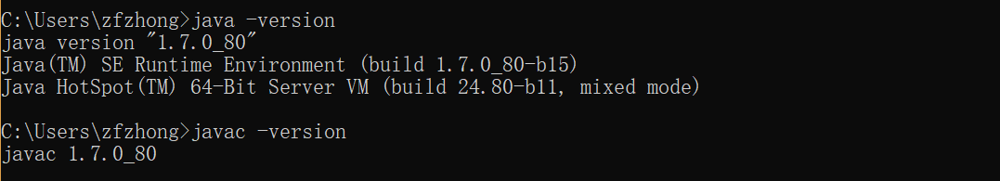 C:\Users\zfzhong>java -version
java version "1.7.0_80"
Java(TM) SE Runtime Environment (build 1.7.0_80-b15)
Java HotSpot(TM) 64-Bit Server VM (build 24.80-b11, mixed mode)
C:\Users\zfzhong>javac -version
javac 1.7.0_80